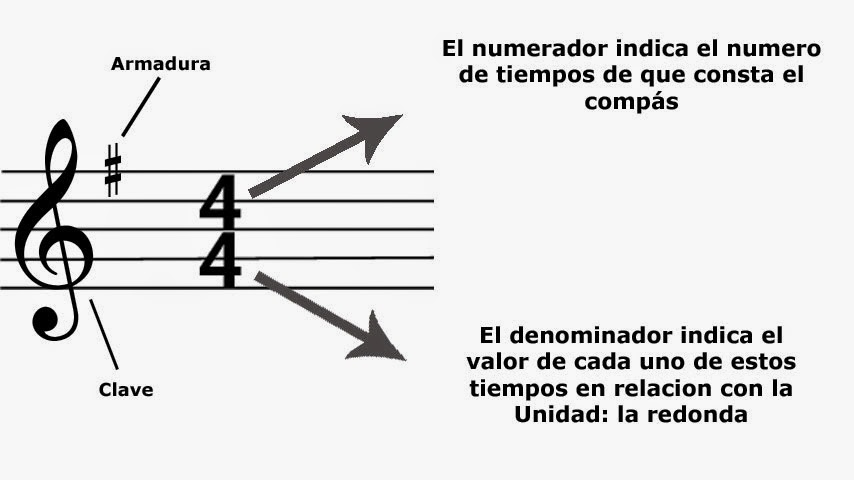 Armadura
El numerador indica el numero
de tiempos de que consta el
compás
4
4
Clave
El denominador indica el
valor de cada uno de estos
tiempos en relacion con la
Unidad: la redonda